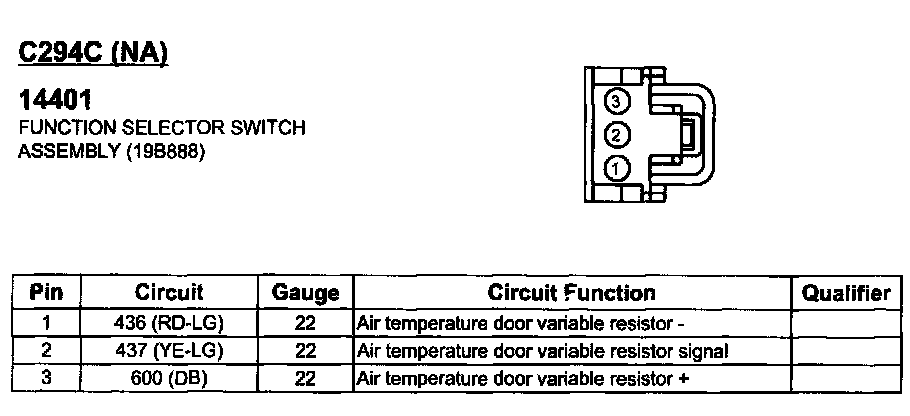 C294C (NA)
14401
FUNCTION SELECTOR SWITCH
ASSEMBLY (19B888)
3
2
1
Pin Circuit Gauge Circuit Function Qualifier
1 436 (RD-LG) 22 Air temperature door variable resistor -
2 437 (YE-LG) 22 Air temperature door variable resistor signal
3 600 (DB) 22 Air temperature door variable resistor +